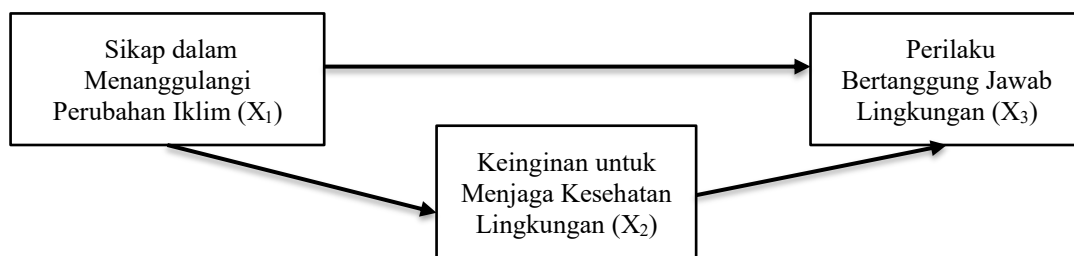 Sikap dalam
Menanggulangi
Perubahan Iklim (X₁)
Perilaku
Bertanggung Jawab
Lingkungan (X₃)
Keinginan untuk
Menjaga Kesehatan
Lingkungan (X₂)